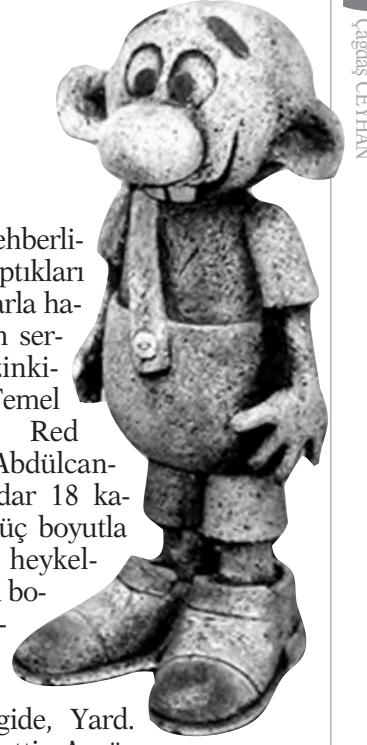 ehberli-
ptıkları
arla ha-
n ser-
zinki-
Temel
Red
Abdülcan-
dar 18 ka-
üç boyutla
heykel-
bo-
-
gide, Yard.
Çağdaş CEYHAN